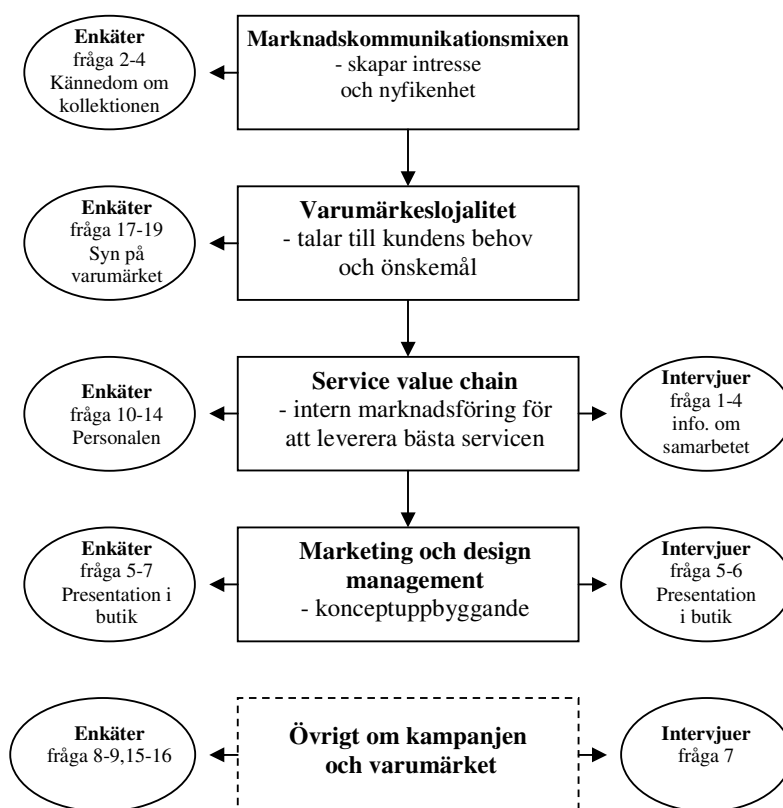 Enkäter
fråga 2-4
Kännedom om
kollektionen
Marknadskommunikationsmixen
- skapar intresse
och nyfikenhet
Enkäter
fråga 17-19
Syn på
varumärket
Varumärkeslojalitet
- talar till kundens behov
och önskemål
Enkäter
fråga 10-14
Personalen
Service value chain
- intern marknadsföring för
att leverera bästa servicen
Intervjuer
fråga 1-4
info. om
samarbetet
Enkäter
fråga 5-7
Presentation i
butik
Marketing och design
management
- konceptuppbyggande
Intervjuer
fråga 5-6
Presentation
i butik
Enkäter
fråga 8-9,15-16
Övrigt om kampanjen
och varumärket
Intervjuer
fråga 7